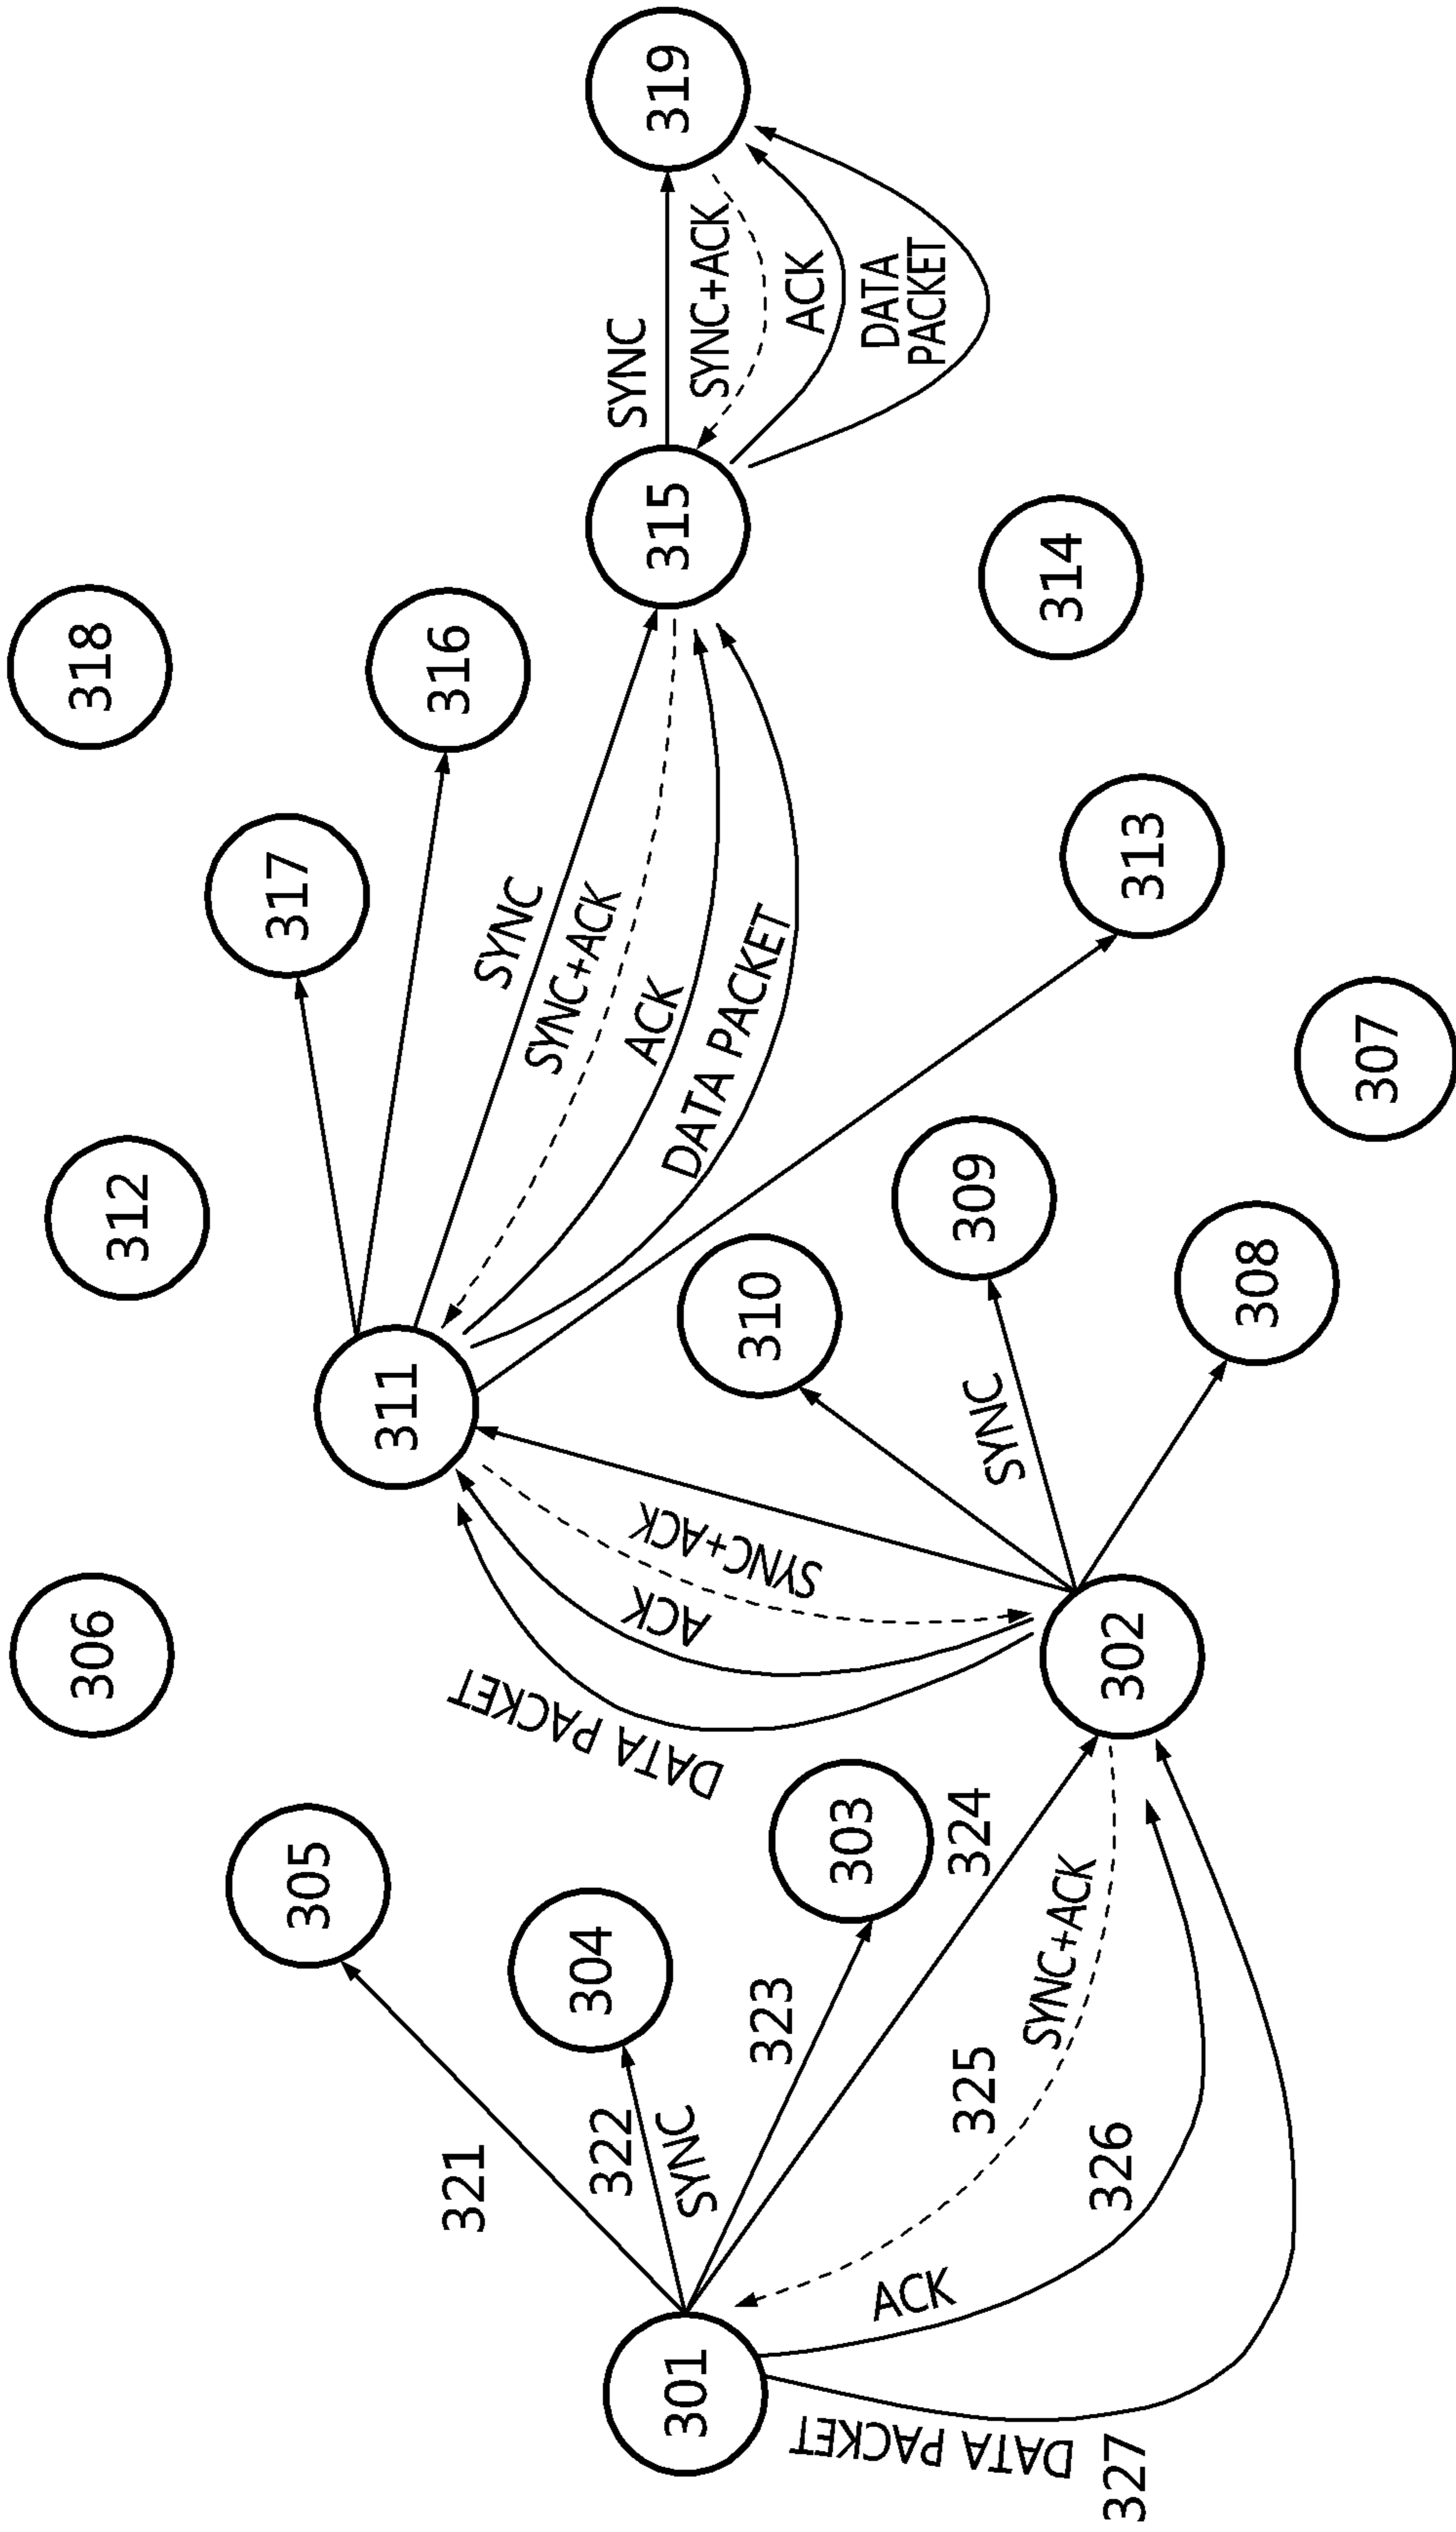 306
312
318
305
317
311
316
321
SYNC
SYNC+ACK
304
DATA PACKET
322
SYNC
ACK
301
SYNC
ACK
315
319
SYNC+ACK
DATA PACKET
SYNC+ACK
323
310
ACK
303
DATA
PACKET
ACK
DATA PACKET
325
324
309
SYNC
SYNC+ACK
314
327
326
302
313
308
307